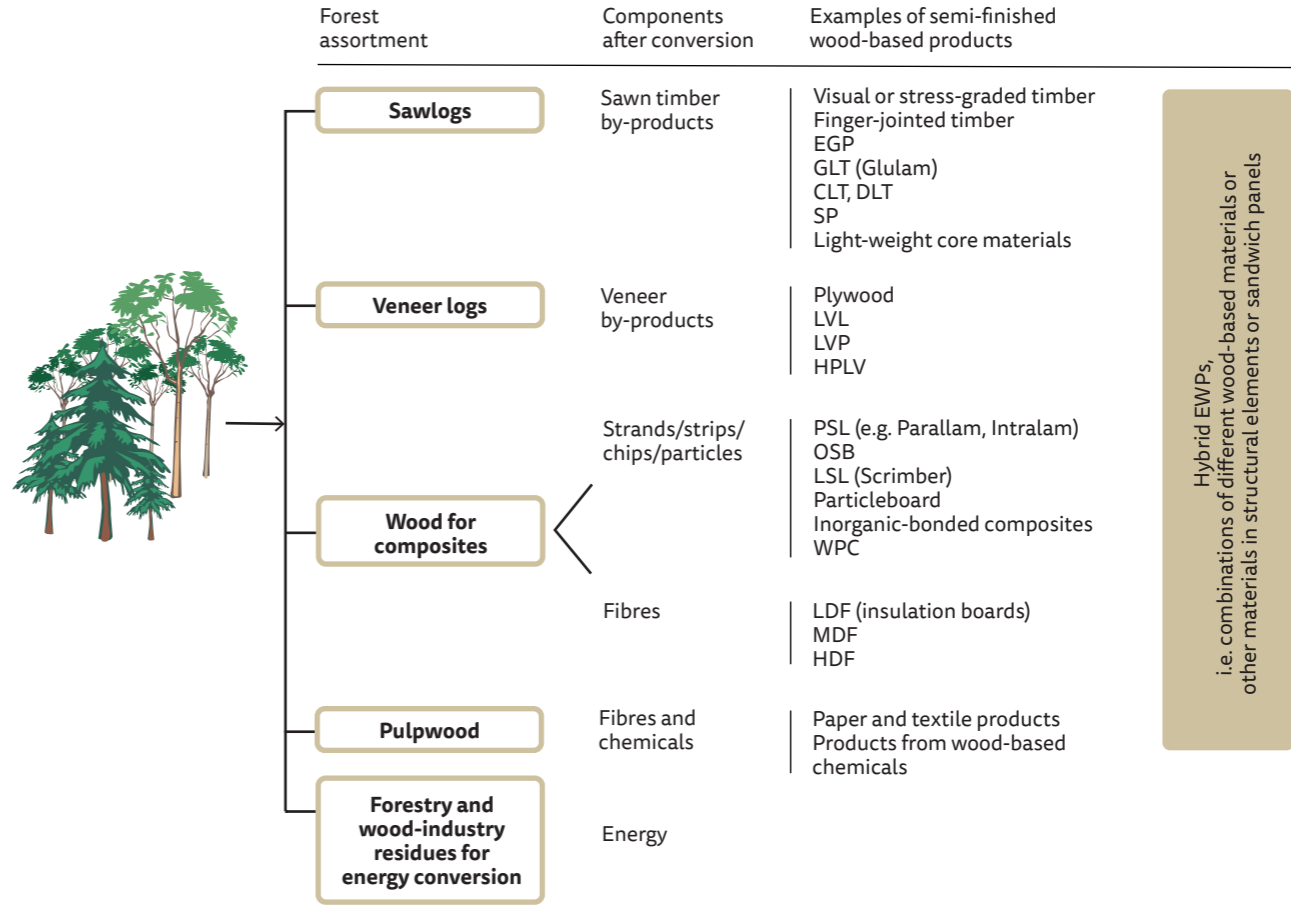 Forest
assortment
Components
after conversion
Examples of semi-finished
wood-based products
Sawlogs
Sawn timber
by-products
Visual or stress-graded timber
Finger-jointed timber
EGP
GLT (Glulam)
CLT, DLT
SP
Light-weight core materials
Veneer logs
Veneer
by-products
Plywood
LVL
LVP
HPLV
Wood for
composites
Strands/strips/
chips/particles
PSL (e.g. Parallam, Intralam)
OSB
LSL (Scrimber)
Particleboard
Inorganic-bonded composites
WPC
Fibres
LDF (insulation boards)
MDF
HDF
Pulpwood
Fibres and
chemicals
Paper and textile products
Products from wood-based
chemicals
Forestry and
wood-industry
residues for
energy conversion
Energy
Hybrid EWPs,
i.e. combinations of different wood-based materials or
other materials in structural elements or sandwich panels